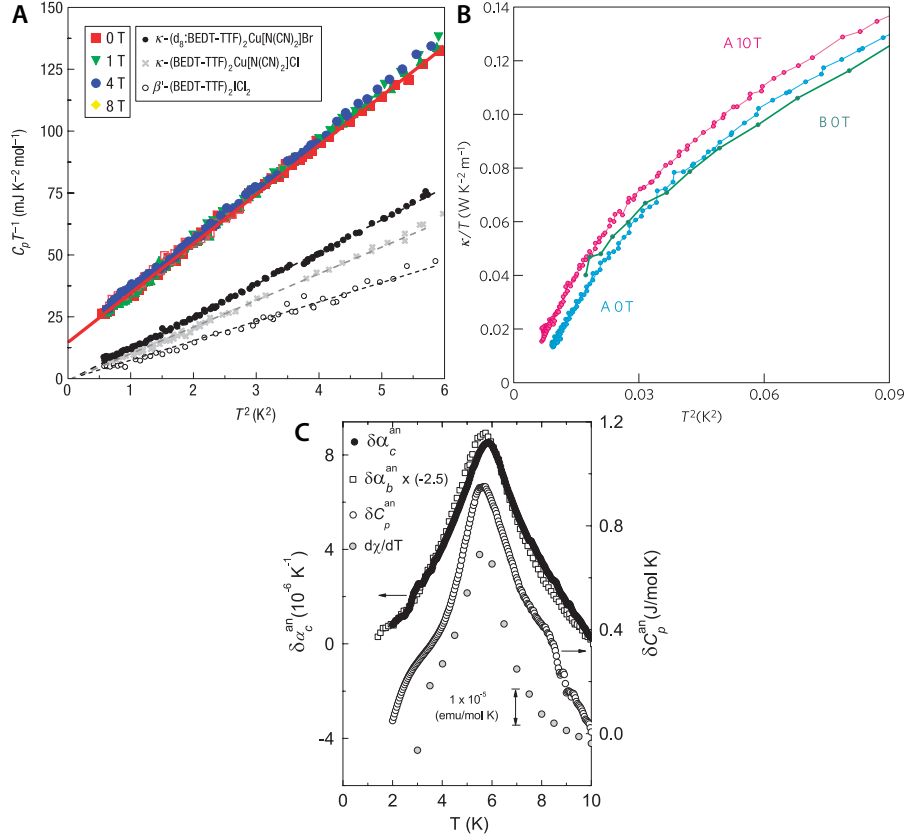 A
0 T
1 T
4 T
8 T
κ-(d8:BEDT-TTF)2Cu[N(CN)2]Br
κ-(BEDT-TTF)2Cu[N(CN)2]Cl
β'-(BEDT-TTF)2ICl2
150
125
100
75
50
25
0
CpT−1 (mJ K−2 mol−1)
0 1 2 3 4 5 6
T2 (K2)
B
0.14
0.12
0.10
0.08
0.06
0.04
0.02
0
κ/T (W K−2 m−1)
A 10T
B 0T
A 0T
0.03 0.06 0.09
T2(K2)
C
δαcan
δαban x (-2.5)
δCpan
dχ/dT
8
4
0
-4
δαcan(10-6 K-1)
1.2
0.8
0.4
0.0
δCpan(J/mol K)
1 x 10-5
(emu/mol K)
0 2 4 6 8 10
T (K)